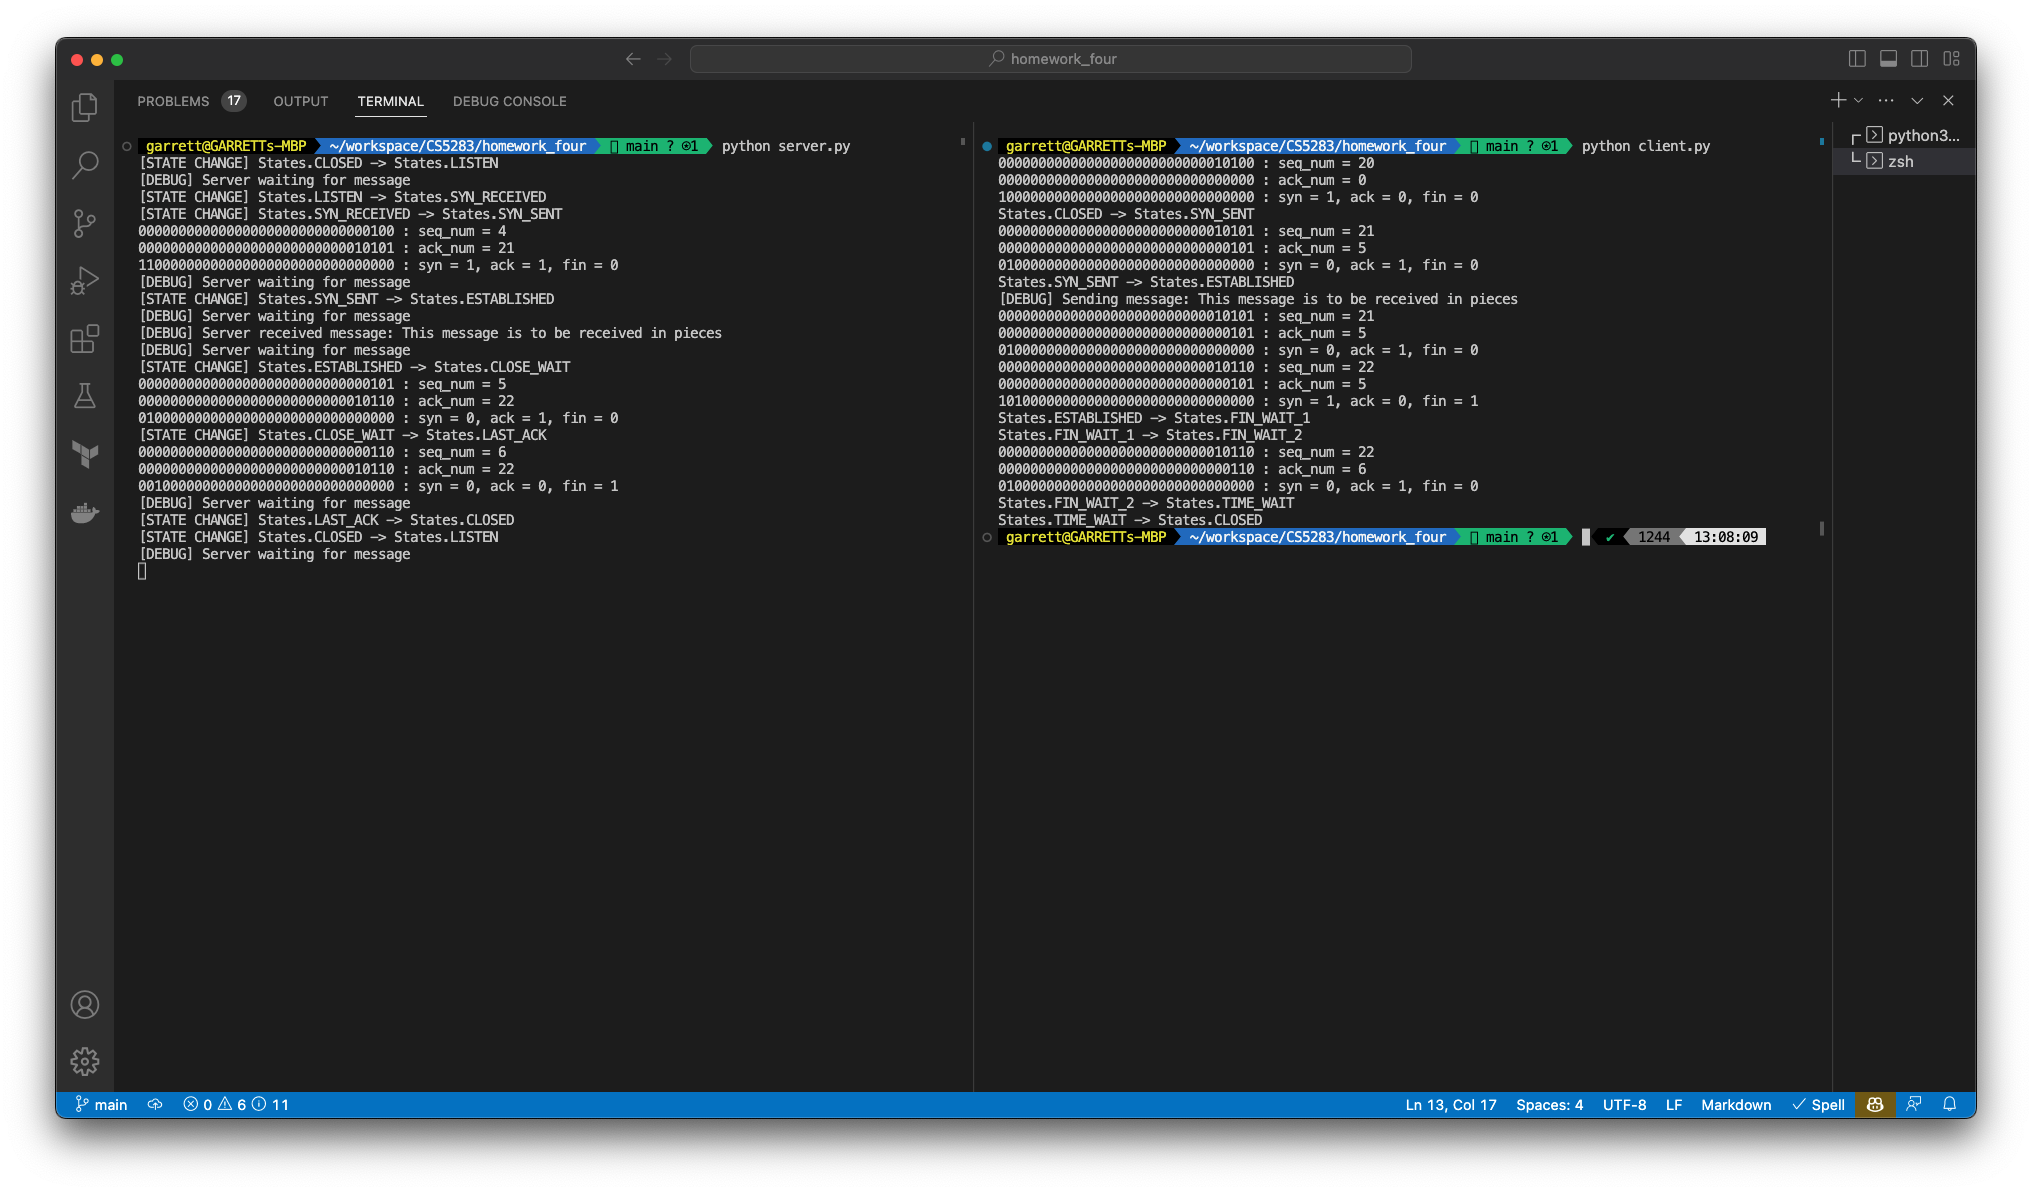 homework_four
PROBLEMS 17 OUTPUT TERMINAL DEBUG CONSOLE
garrett@GARRETTs-MBP ~/workspace/CS5283/homework_four main ? ⍟1 python server.py
[STATE CHANGE] States.CLOSED -> States.LISTEN
[DEBUG] Server waiting for message
[STATE CHANGE] States.LISTEN -> States.SYN_RECEIVED
[STATE CHANGE] States.SYN_RECEIVED -> States.SYN_SENT
00000000000000000000000000000100 : seq_num = 4
00000000000000000000000000010101 : ack_num = 21
11000000000000000000000000000000 : syn = 1, ack = 1, fin = 0
[DEBUG] Server waiting for message
[STATE CHANGE] States.SYN_SENT -> States.ESTABLISHED
[DEBUG] Server waiting for message
[DEBUG] Server received message: This message is to be received in pieces
[DEBUG] Server waiting for message
[STATE CHANGE] States.ESTABLISHED -> States.CLOSE_WAIT
00000000000000000000000000000101 : seq_num = 5
00000000000000000000000000010110 : ack_num = 22
01000000000000000000000000000000 : syn = 0, ack = 1, fin = 0
[STATE CHANGE] States.CLOSE_WAIT -> States.LAST_ACK
00000000000000000000000000000110 : seq_num = 6
00000000000000000000000000010110 : ack_num = 22
00100000000000000000000000000000 : syn = 0, ack = 0, fin = 1
[DEBUG] Server waiting for message
[STATE CHANGE] States.LAST_ACK -> States.CLOSED
[STATE CHANGE] States.CLOSED -> States.LISTEN
[DEBUG] Server waiting for message
garrett@GARRETTs-MBP ~/workspace/CS5283/homework_four main ? ⍟1 python client.py
00000000000000000000000000010100 : seq_num = 20
00000000000000000000000000000000 : ack_num = 0
10000000000000000000000000000000 : syn = 1, ack = 0, fin = 0
States.CLOSED -> States.SYN_SENT
00000000000000000000000000010101 : seq_num = 21
00000000000000000000000000000101 : ack_num = 5
01000000000000000000000000000000 : syn = 0, ack = 1, fin = 0
States.SYN_SENT -> States.ESTABLISHED
[DEBUG] Sending message: This message is to be received in pieces
00000000000000000000000000010101 : seq_num = 21
00000000000000000000000000000101 : ack_num = 5
01000000000000000000000000000000 : syn = 0, ack = 1, fin = 0
00000000000000000000000000010110 : seq_num = 22
00000000000000000000000000000101 : ack_num = 5
10100000000000000000000000000000 : syn = 1, ack = 0, fin = 1
States.ESTABLISHED -> States.FIN_WAIT_1
States.FIN_WAIT_1 -> States.FIN_WAIT_2
00000000000000000000000000010110 : seq_num = 22
00000000000000000000000000000110 : ack_num = 6
01000000000000000000000000000000 : syn = 0, ack = 1, fin = 0
States.FIN_WAIT_2 -> States.TIME_WAIT
States.TIME_WAIT -> States.CLOSED
garrett@GARRETTs-MBP ~/workspace/CS5283/homework_four main ? ⍟1 ✔ 1244 13:08:09
python3...
zsh
main 0 6 11 Ln 13, Col 17 Spaces: 4 UTF-8 LF Markdown Spell